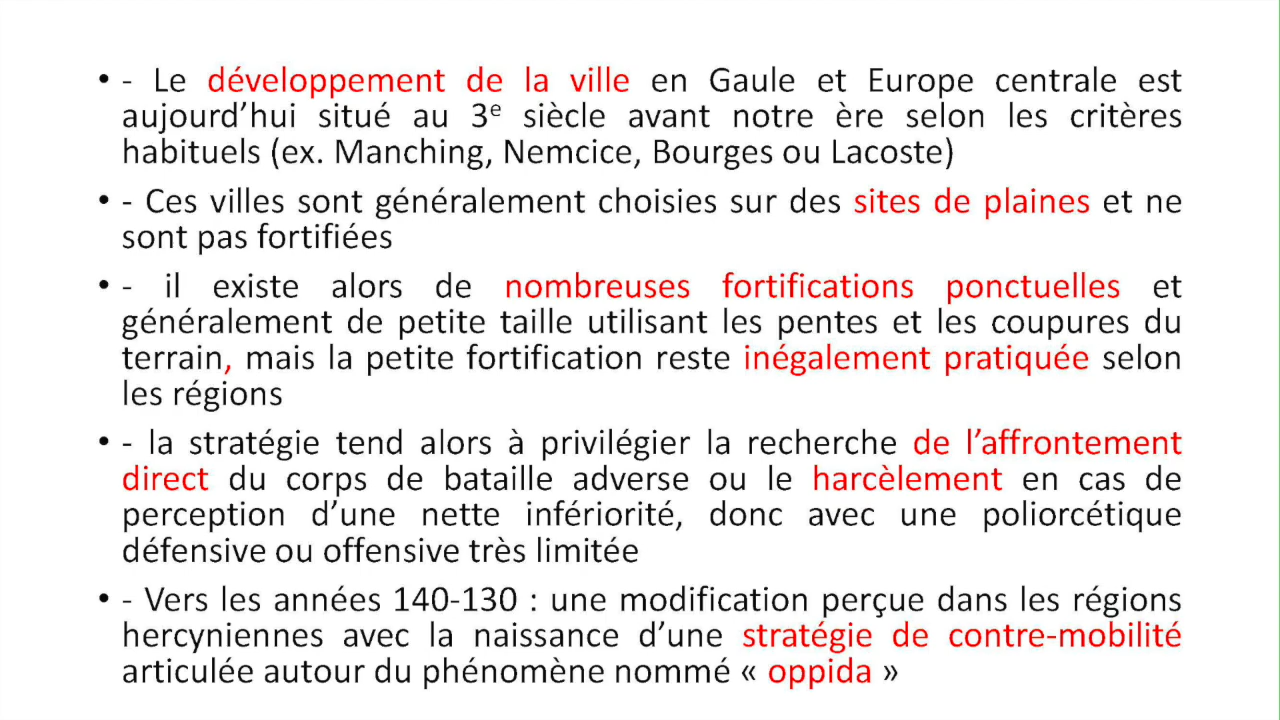 • - Le développement de la ville en Gaule et Europe centrale est
aujourd’hui situé au 3e siècle avant notre ère selon les critères
habituels (ex. Manching, Nemcice, Bourges ou Lacoste)
• - Ces villes sont généralement choisies sur des sites de plaines et ne
sont pas fortifiées
• - il existe alors de nombreuses fortifications ponctuelles et
généralement de petite taille utilisant les pentes et les coupures du
terrain, mais la petite fortification reste inégalement pratiquée selon
les régions
• - la stratégie tend alors à privilégier la recherche de l’affrontement
direct du corps de bataille adverse ou le harcèlement en cas de
perception d’une nette infériorité, donc avec une poliorcétique
défensive ou offensive très limitée
• - Vers les années 140-130 : une modification perçue dans les régions
hercyniennes avec la naissance d’une stratégie de contre-mobilité
articulée autour du phénomène nommé « oppida »